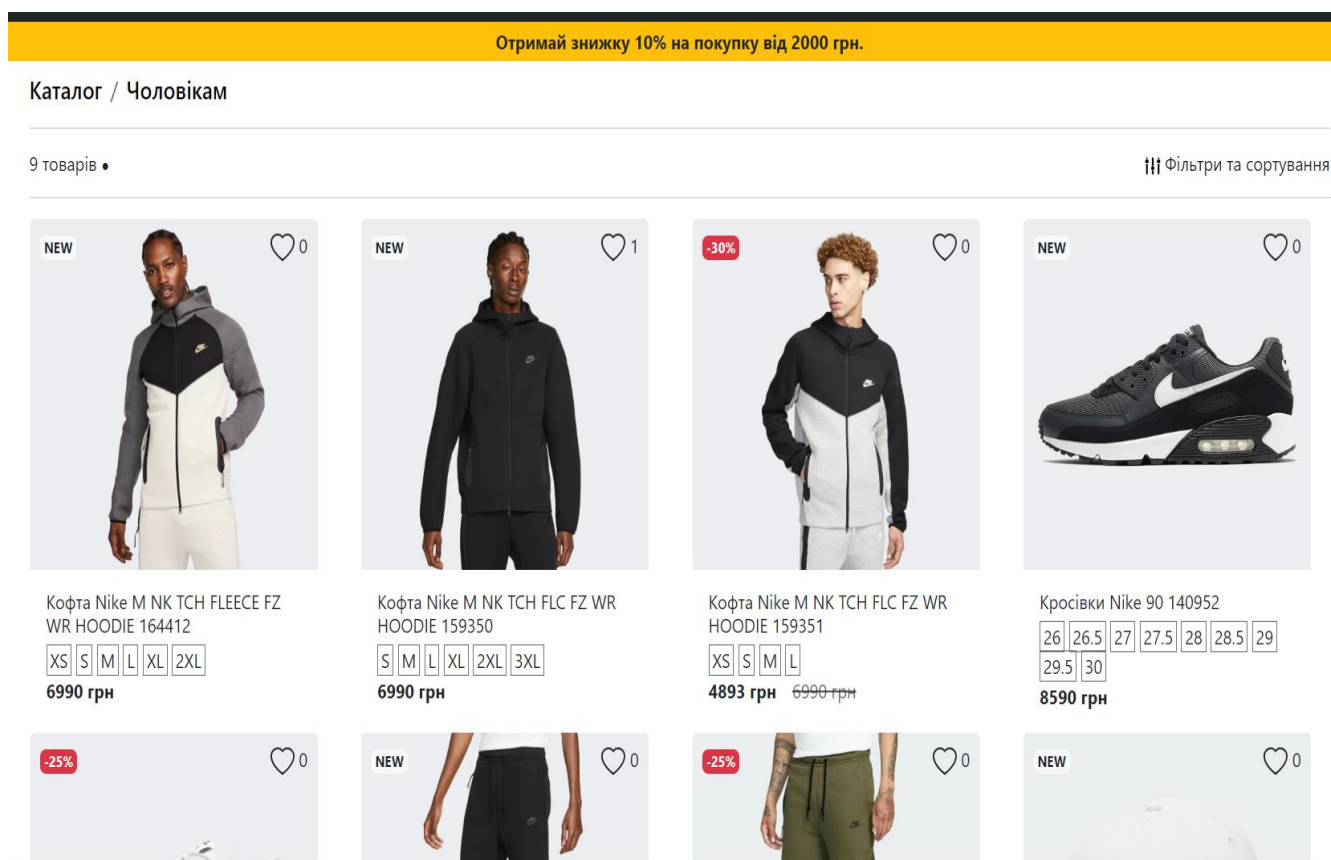 Отримай знижку 10% на покупку від 2000 грн.
Каталог / Чоловікам
9 товарів •
Фільтри та сортування
NEW
0
NEW
1
-30%
0
NEW
0
Кофта Nike M NK TCH FLEECE FZ
WR HOODIE 164412
XS S M L XL 2XL
6990 грн
Кофта Nike M NK TCH FLC FZ WR
HOODIE 159350
S M L XL 2XL 3XL
6990 грн
Кофта Nike M NK TCH FLC FZ WR
HOODIE 159351
XS S M L
4893 грн 6990 грн
Кросівки Nike 90 140952
26 26.5 27 27.5 28 28.5 29
29.5 30
8590 грн
-25%
0
NEW
0
-25%
0
NEW
0